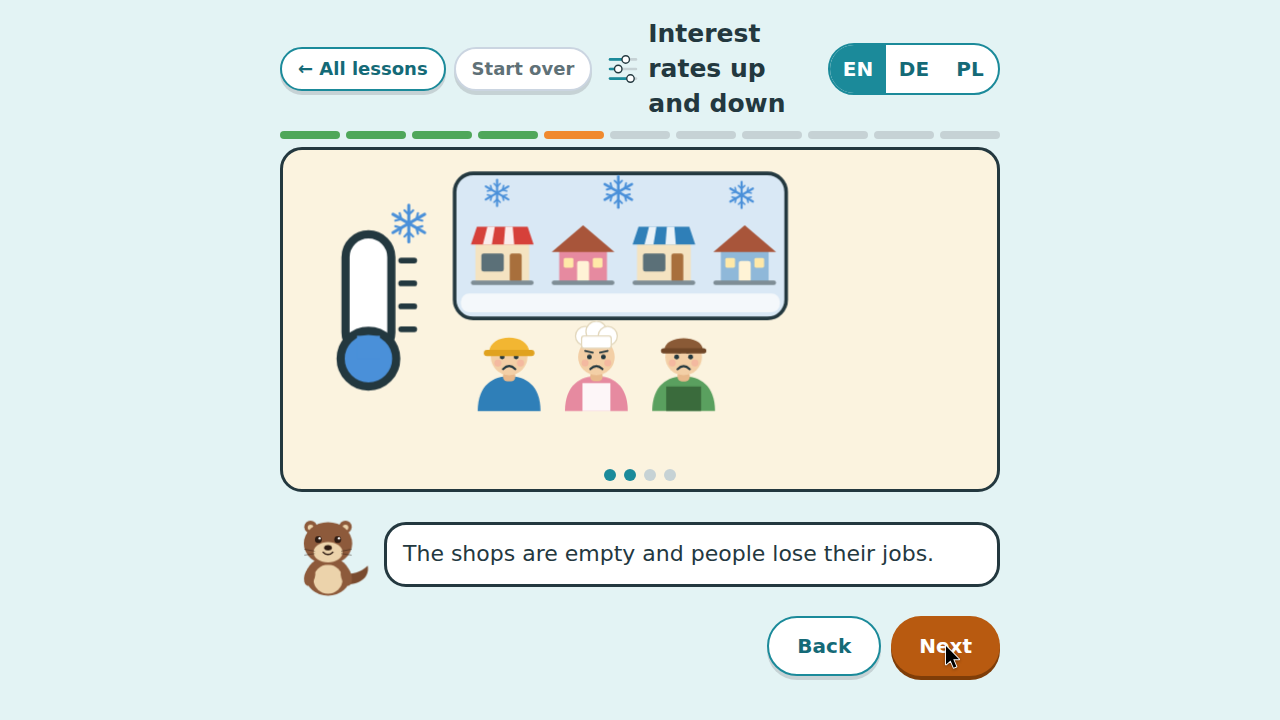 ← All lessons
Start over
Interest
rates up
and down
EN
DE
PL
The shops are empty and people lose their jobs.
Back
Next